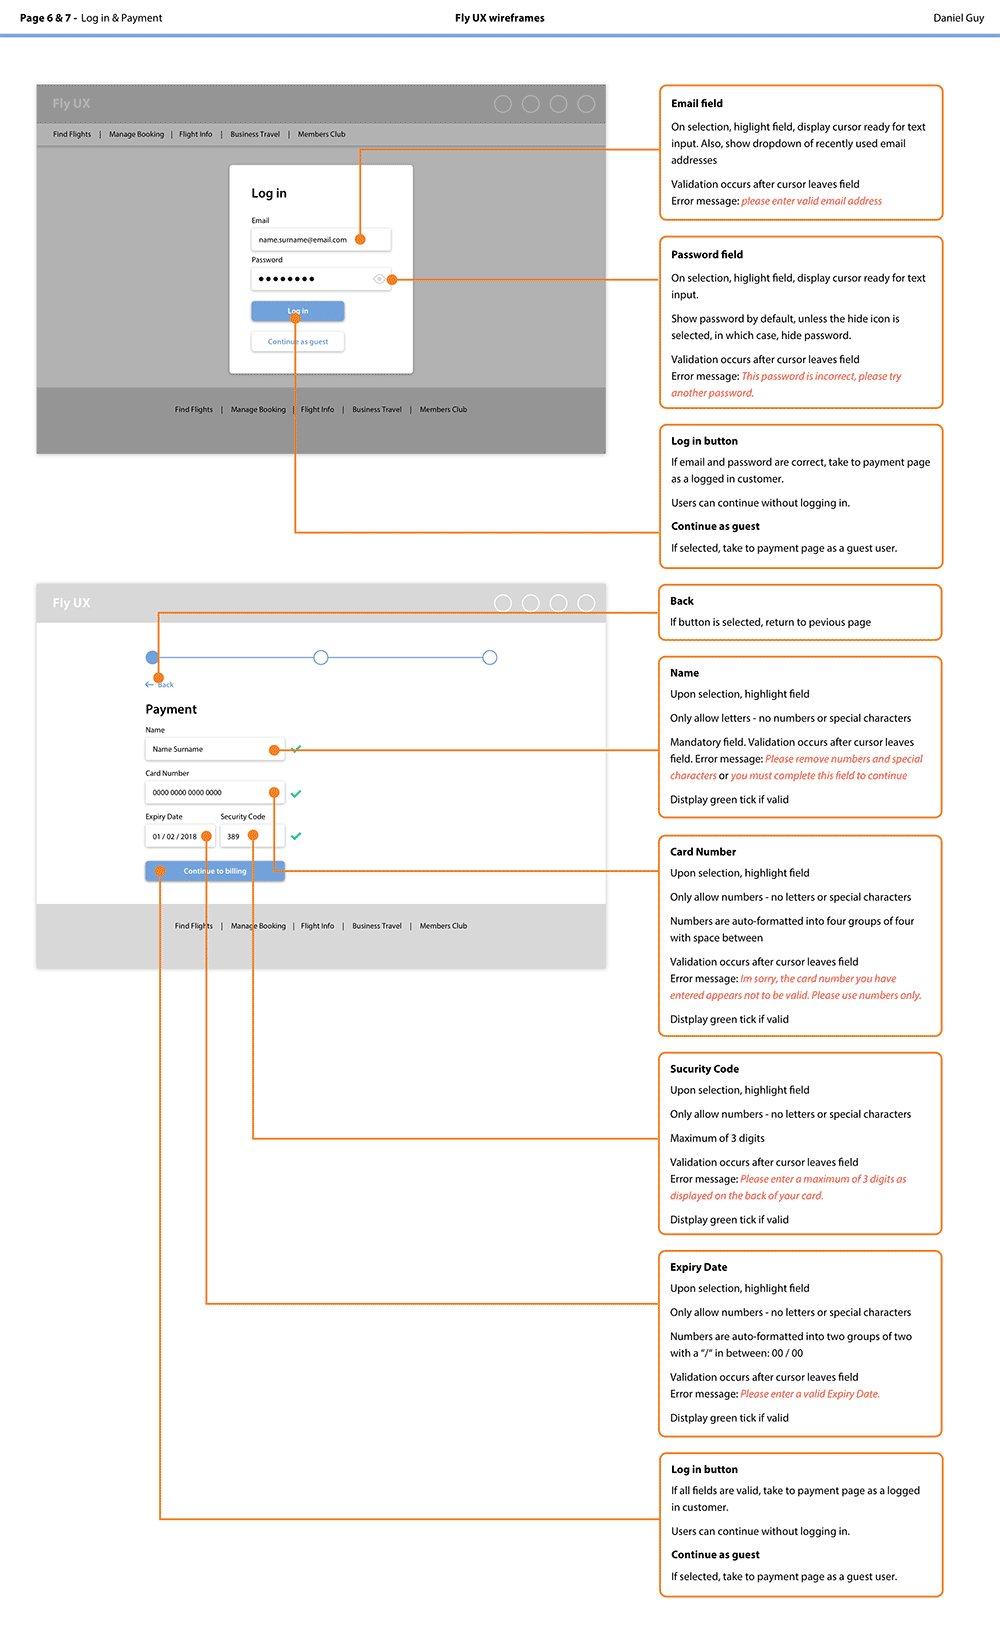 Page 6 & 7 - Log in & Payment
Fly UX wireframes
Daniel Guy
Fly UX
Find Flights | Manage Booking | Flight Info | Business Travel | Members Club
Log in
Email
name.surname@email.com
Password
Log in
Continue as guest
Find Flights | Manage Booking | Flight Info | Business Travel | Members Club
Email field
On selection, higlight field, display cursor ready for text
input. Also, show dropdown of recently used email
addresses
Validation occurs after cursor leaves field
Error message: please enter valid email address
Password field
On selection, higlight field, display cursor ready for text
input.
Show password by default, unless the hide icon is
selected, in which case, hide password.
Validation occurs after cursor leaves field
Error message: This password is incorrect, please try
another password.
Log in button
If email and password are correct, take to payment page
as a logged in customer.
Users can continue without logging in.
Continue as guest
If selected, take to payment page as a guest user.
Fly UX
Back
Payment
Name
Name Surname
Card Number
0000 0000 0000 0000
Expiry Date
Security Code
01 / 02 / 2018
389
Continue to billing
Find Flights | Manage Booking | Flight Info | Business Travel | Members Club
Back
If button is selected, return to pevious page
Name
Upon selection, highlight field
Only allow letters - no numbers or special characters
Mandatory field. Validation occurs after cursor leaves
field. Error message: Please remove numbers and special
characters or you must complete this field to continue
Distplay green tick if valid
Card Number
Upon selection, highlight field
Only allow numbers - no letters or special characters
Numbers are auto-formatted into four groups of four
with space between
Validation occurs after cursor leaves field
Error message: Im sorry, the card number you have
entered appears not to be valid. Please use numbers only.
Distplay green tick if valid
Sucurity Code
Upon selection, highlight field
Only allow numbers - no letters or special characters
Maximum of 3 digits
Validation occurs after cursor leaves field
Error message: Please enter a maximum of 3 digits as
displayed on the back of your card.
Distplay green tick if valid
Expiry Date
Upon selection, highlight field
Only allow numbers - no letters or special characters
Numbers are auto-formatted into two groups of two
with a "/" in between: 00 / 00
Validation occurs after cursor leaves field
Error message: Please enter a valid Expiry Date.
Distplay green tick if valid
Log in button
If all fields are valid, take to payment page as a logged
in customer.
Users can continue without logging in.
Continue as guest
If selected, take to payment page as a guest user.